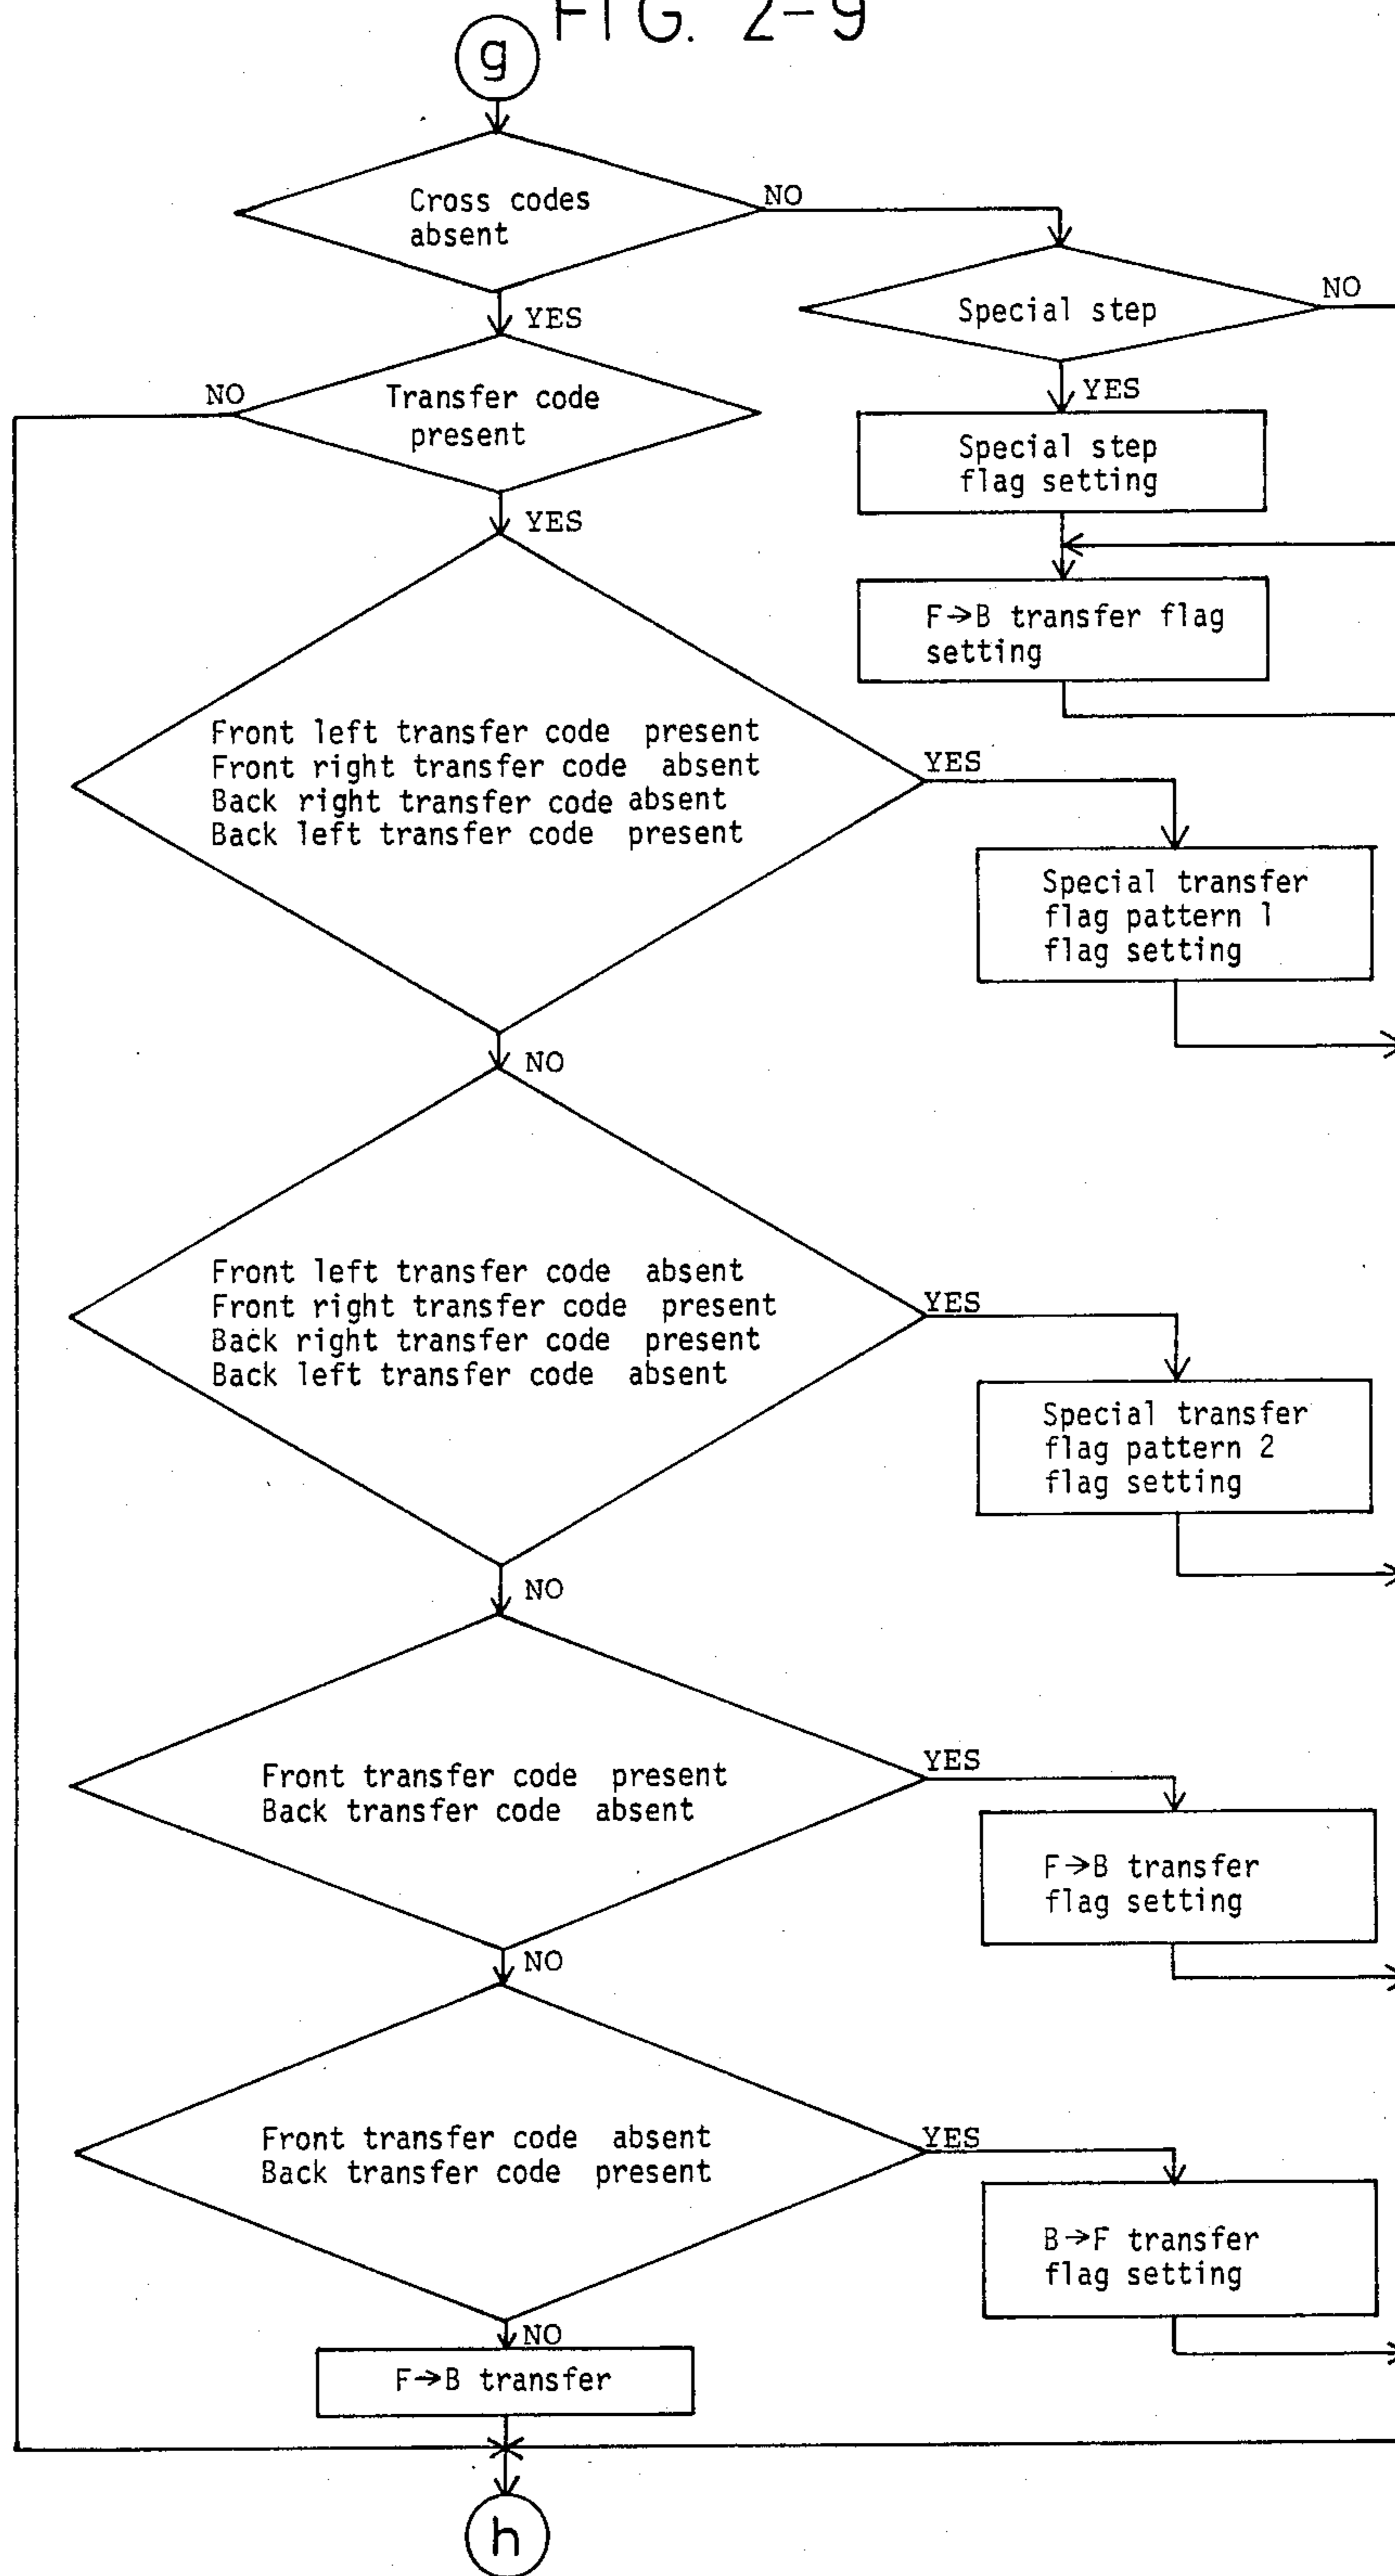 FIG. 2-9
g
Cross codes
absent
NO
YES
Special step
NO
YES
Transfer code
present
NO
YES
Special step
flag setting
F→B transfer flag
setting
Front left transfer code present
Front right transfer code absent
Back right transfer code absent
Back left transfer code present
YES
Special transfer
flag pattern 1
flag setting
NO
Front left transfer code absent
Front right transfer code present
Back right transfer code present
Back left transfer code absent
YES
Special transfer
flag pattern 2
flag setting
NO
Front transfer code present
Back transfer code absent
YES
F→B transfer
flag setting
NO
Front transfer code absent
Back transfer code present
YES
B→F transfer
flag setting
NO
F→B transfer
h